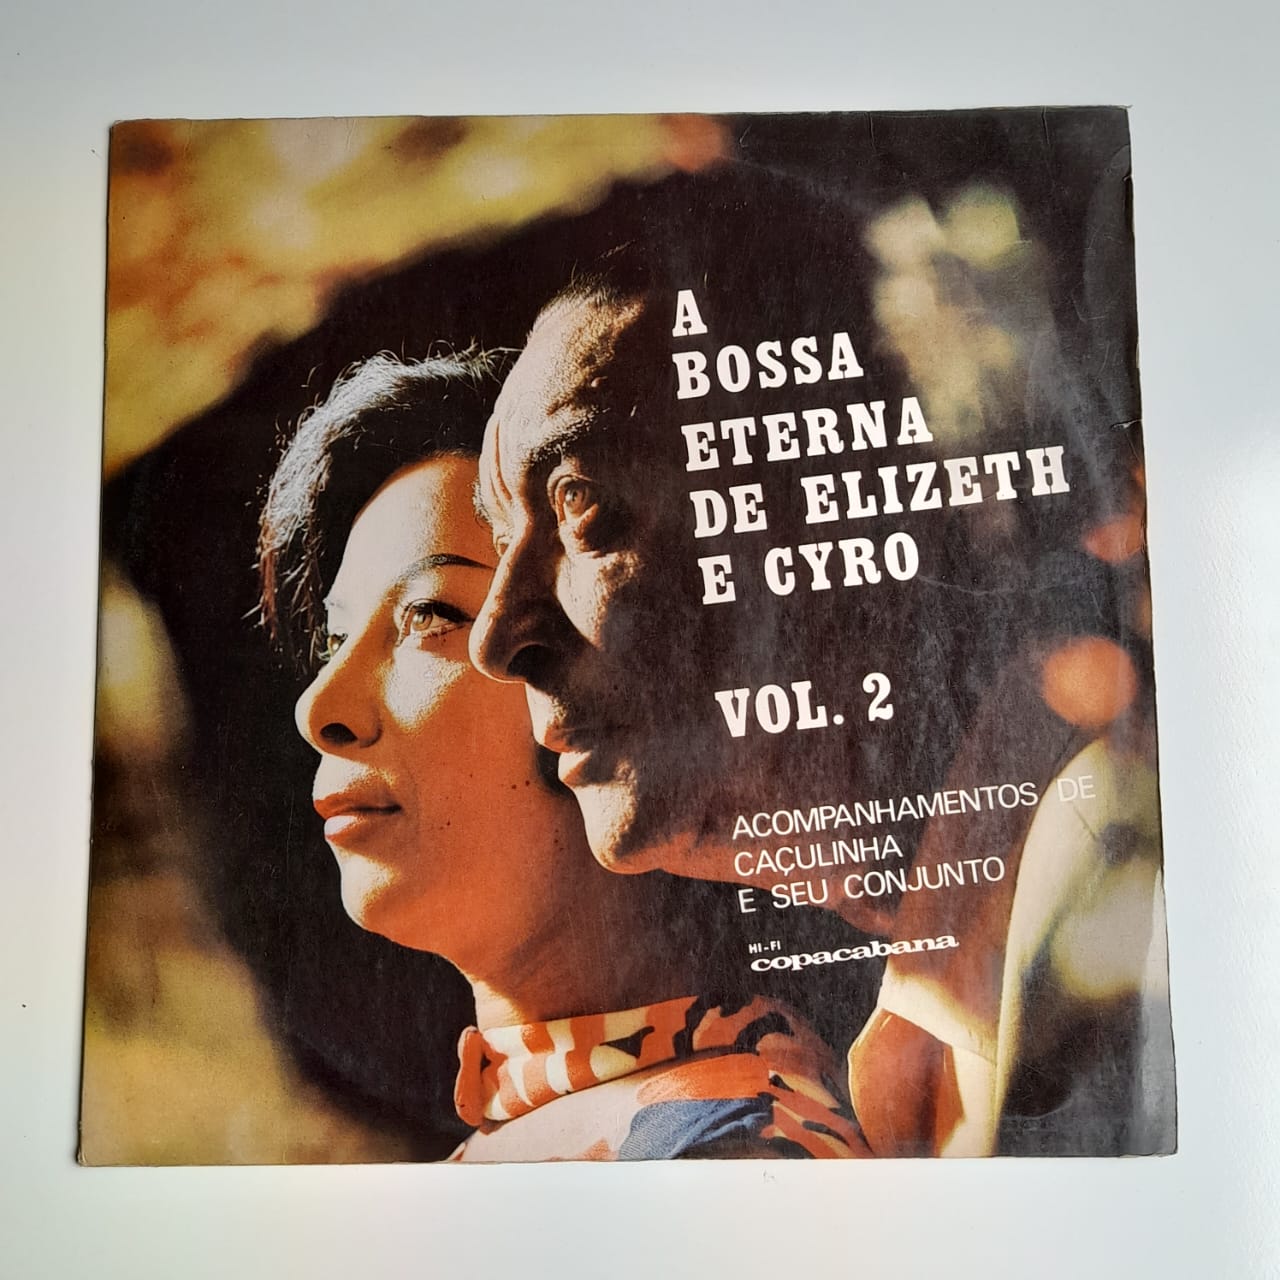 A
BOSSA
ETERNA
DE ELIZETH
E CYRO
VOL. 2
ACOMPANHAMENTOS DE
CAÇULINHA
E SEU CONJUNTO
HI-FI
copacabana